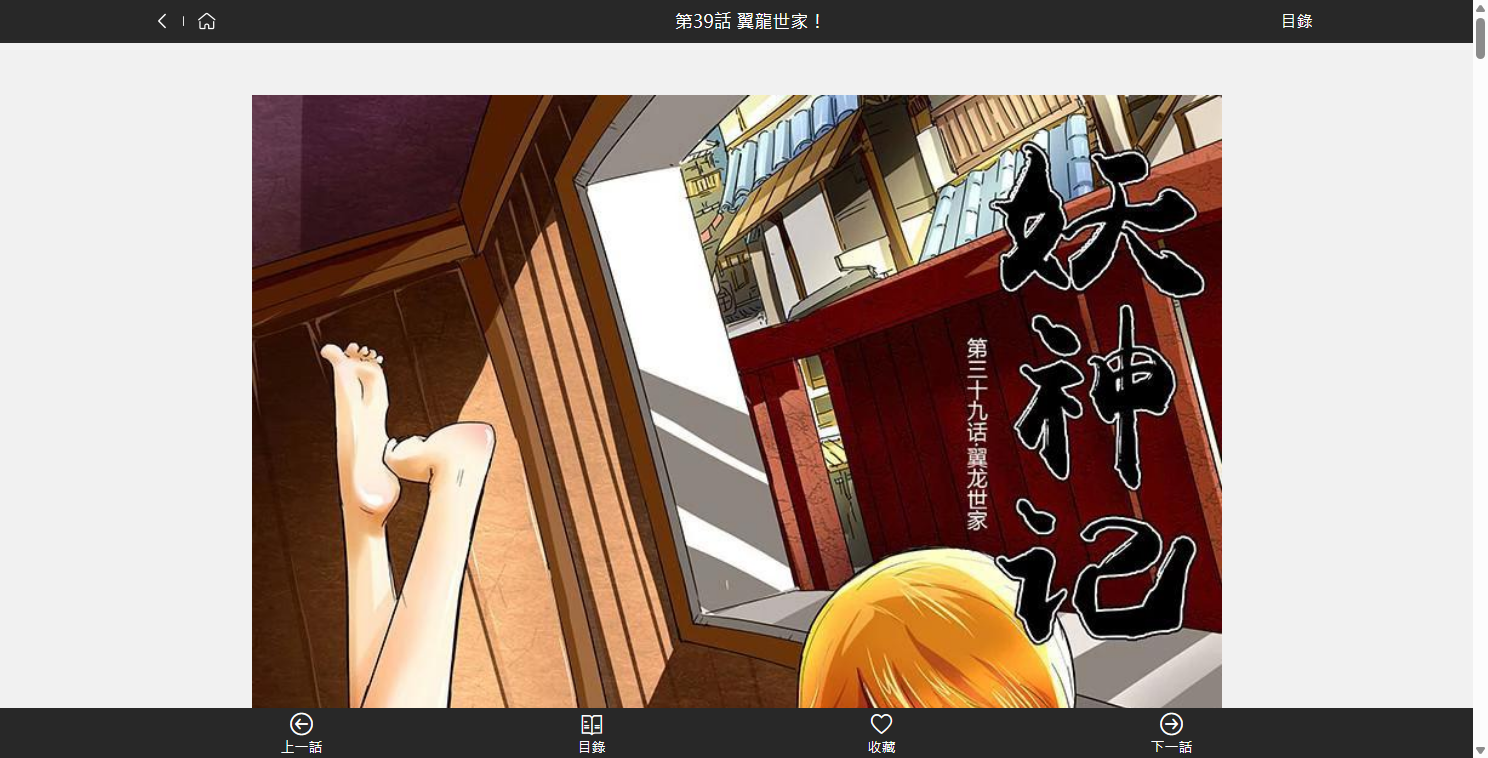 第39話 翼龍世家！
目錄
妖神记
第三十九话·翼龙世家
上一話
目錄
收藏
下一話